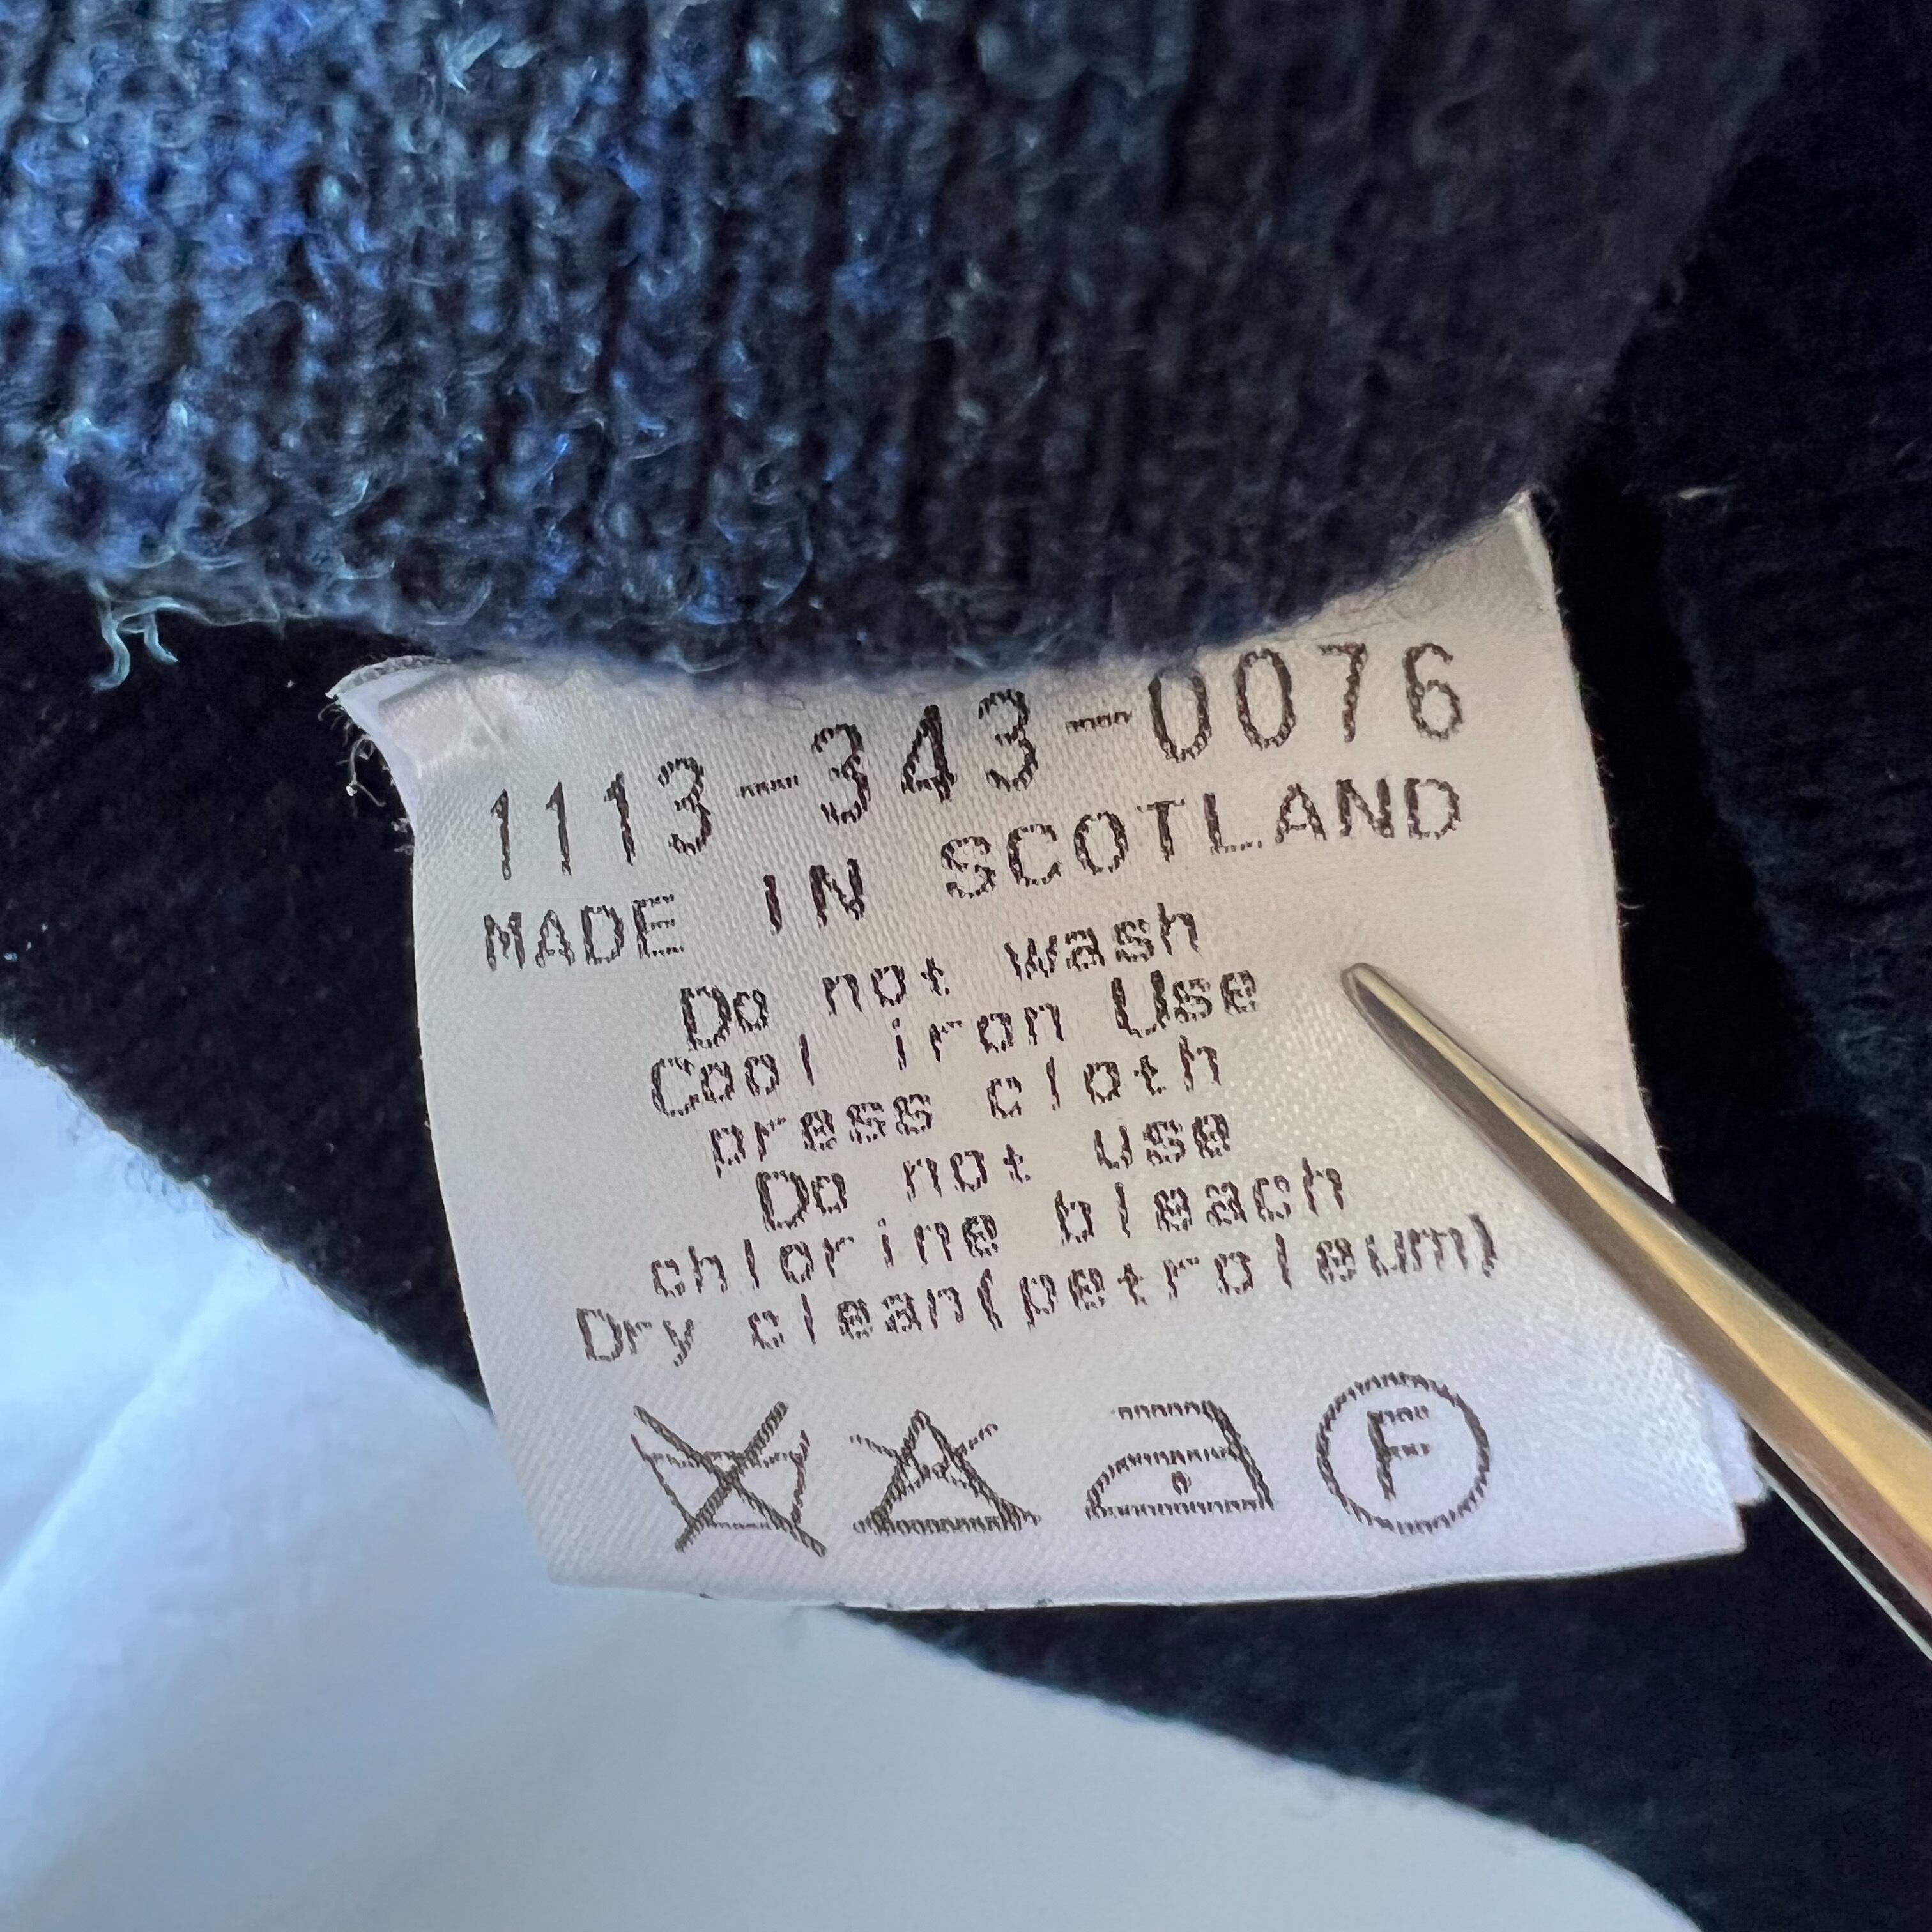 1113-343-0076
MADE IN SCOTLAND
Do not wash
Cool iron Use
press cloth
Do not use
chlorine bleach
Dry clean(petroleum)
F